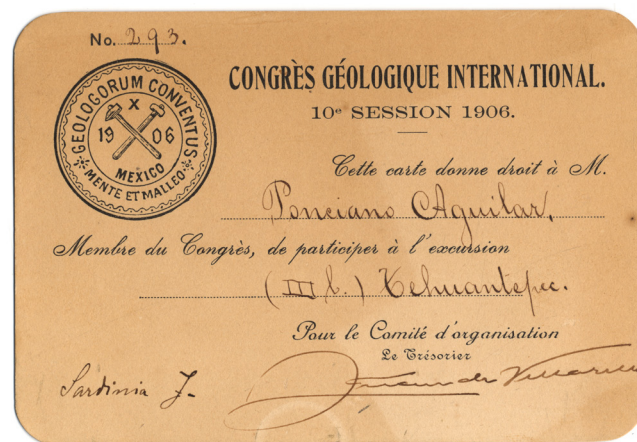 No. 293.
GEOLOGORUM CONVENTUS
X
19 06
MEXICO
MENTE ET MALLEO
CONGRÈS GÉOLOGIQUE INTERNATIONAL.
10e SESSION 1906.
Cette carte donne droit à M.
Ponciano Aguilar,
Membre du Congrès, de participer à l'excursion
(III b.) Tehuantepec.
Pour le Comité d'organisation
Le Trésorier
Sardinia J.